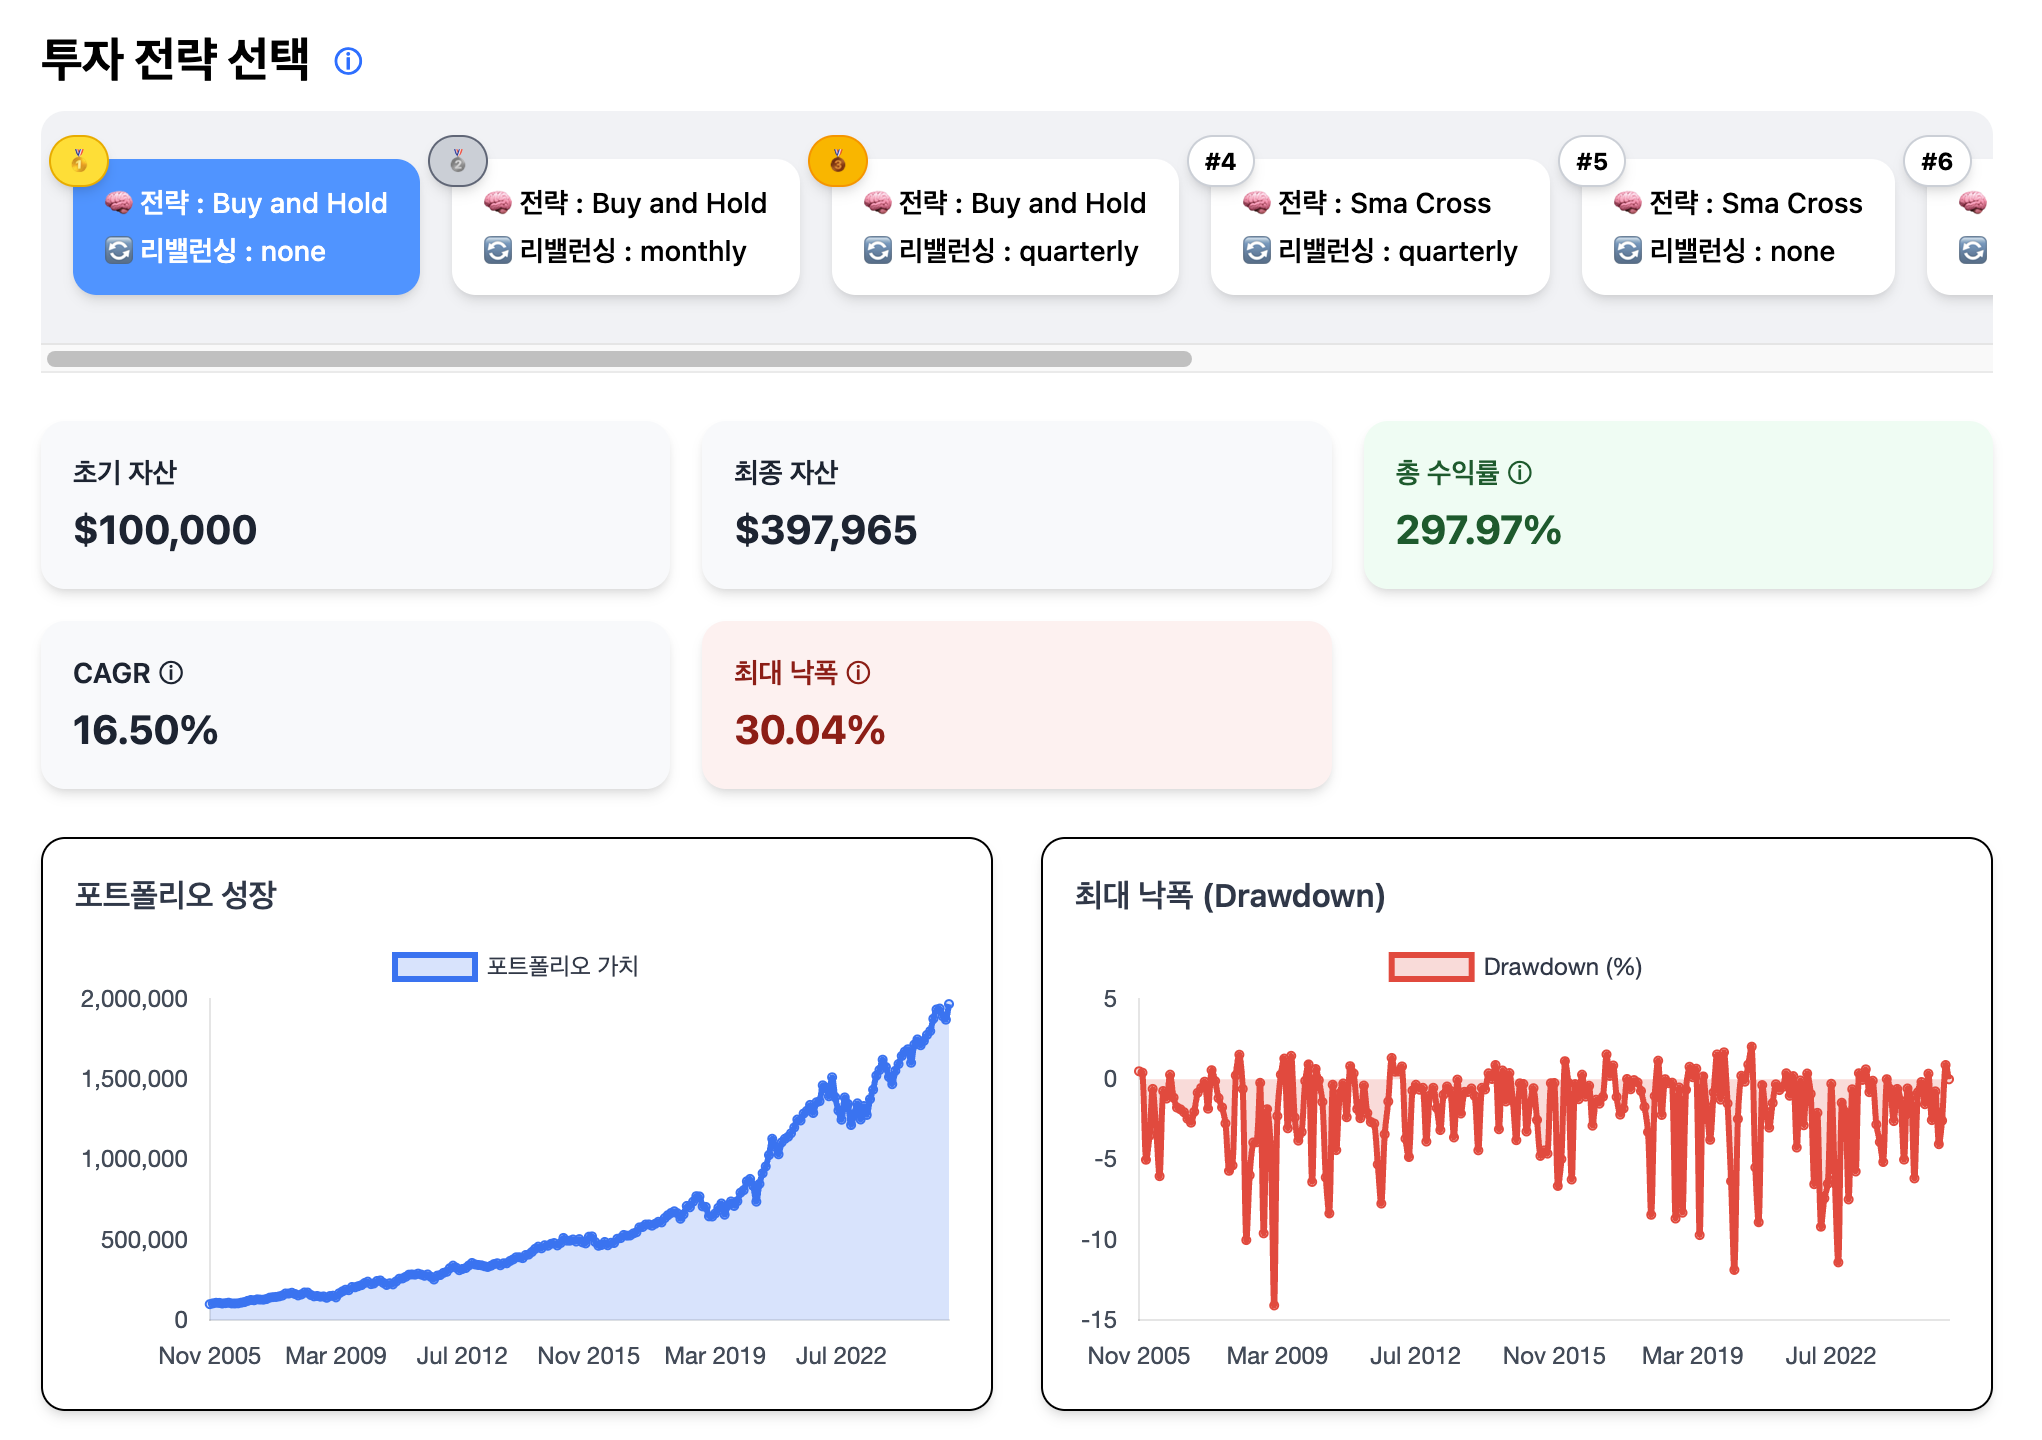 투자 전략 선택 ⓘ
🥇
🧠 전략 : Buy and Hold
🔄 리밸런싱 : none
🥈
🧠 전략 : Buy and Hold
🔄 리밸런싱 : monthly
🥉
🧠 전략 : Buy and Hold
🔄 리밸런싱 : quarterly
#4
🧠 전략 : Sma Cross
🔄 리밸런싱 : quarterly
#5
🧠 전략 : Sma Cross
🔄 리밸런싱 : none
#6
🧠
🔄
초기 자산
$100,000
최종 자산
$397,965
총 수익률 ⓘ
297.97%
CAGR ⓘ
16.50%
최대 낙폭 ⓘ
30.04%
포트폴리오 성장
포트폴리오 가치
2,000,000
1,500,000
1,000,000
500,000
0
Nov 2005 Mar 2009 Jul 2012 Nov 2015 Mar 2019 Jul 2022
최대 낙폭 (Drawdown)
Drawdown (%)
5
0
-5
-10
-15
Nov 2005 Mar 2009 Jul 2012 Nov 2015 Mar 2019 Jul 2022